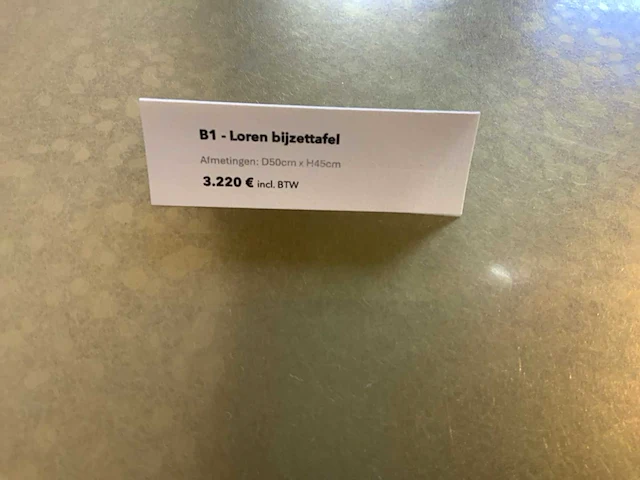 B1 - Loren bijzettafel
Afmetingen: D50cm x H45cm
3.220 € incl. BTW